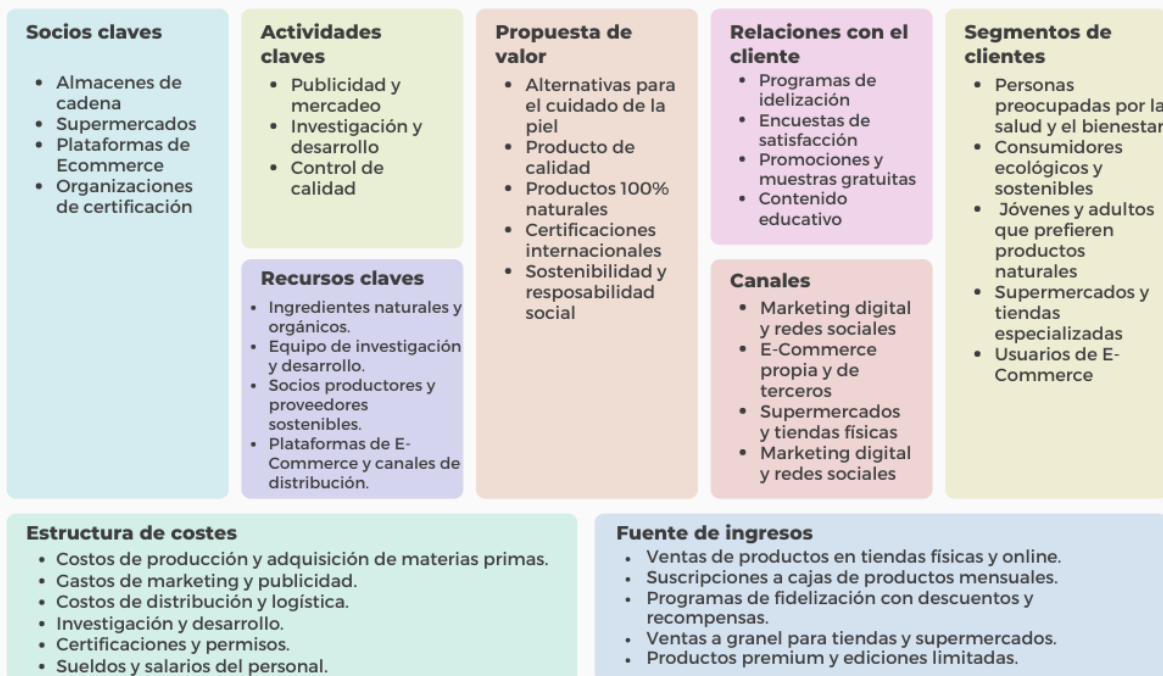 Socios claves
Almacenes de
cadena
Supermercados
Plataformas de
Ecommerce
Organizaciones
de certificación
Actividades
claves
Publicidad y
mercadeo
Investigación y
desarrollo
Control de
calidad
Recursos claves
Ingredientes naturales y
orgánicos.
Equipo de investigación
y desarrollo.
Socios productores y
proveedores
sostenibles.
Plataformas de E-
Commerce y canales de
distribución.
Propuesta de
valor
Alternativas para
el cuidado de la
piel
Producto de
calidad
Productos 100%
naturales
Certificaciones
internacionales
Sostenibilidad y
resposabilidad
social
Relaciones con el
cliente
Programas de
idelización
Encuestas de
satisfacción
Promociones y
muestras gratuitas
Contenido
educativo
Canales
Marketing digital
y redes sociales
E-Commerce
propia y de
terceros
Supermercados
y tiendas físicas
Marketing digital
y redes sociales
Segmentos de
clientes
Personas
preocupadas por la
salud y el bienestar
Consumidores
ecológicos y
sostenibles
Jóvenes y adultos
que prefieren
productos
naturales
Supermercados y
tiendas
especializadas
Usuarios de E-
Commerce
Estructura de costes
Costos de producción y adquisición de materias primas.
Gastos de marketing y publicidad.
Costos de distribución y logística.
Investigación y desarrollo.
Certificaciones y permisos.
Sueldos y salarios del personal.
Fuente de ingresos
Ventas de productos en tiendas físicas y online.
Suscripciones a cajas de productos mensuales.
Programas de fidelización con descuentos y
recompensas.
Ventas a granel para tiendas y supermercados.
Productos premium y ediciones limitadas.